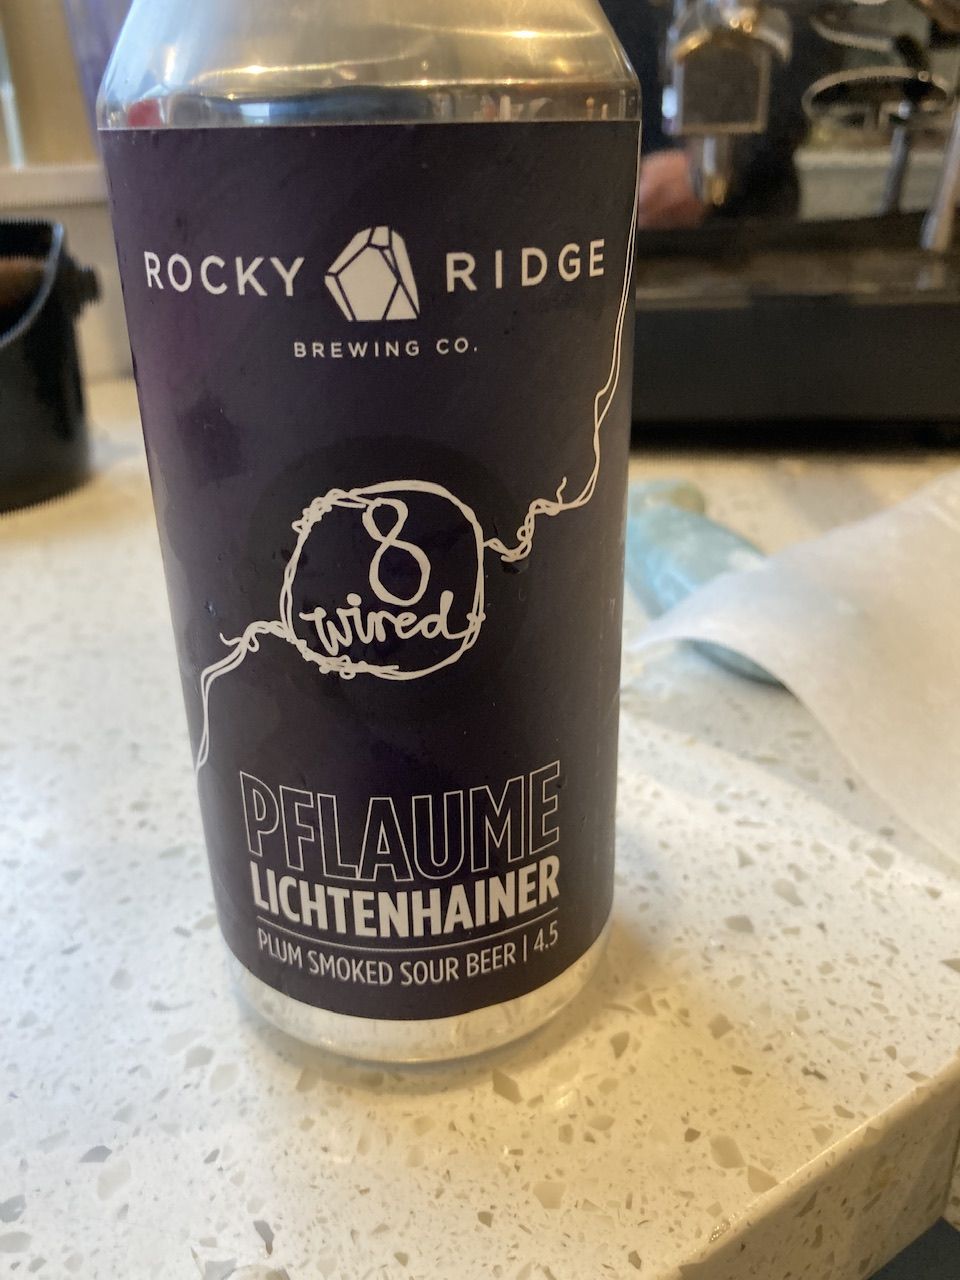 ROCKY RIDGE
BREWING CO.
8
wired
PFLAUME
LICHTENHAINER
PLUM SMOKED SOUR BEER | 4.5